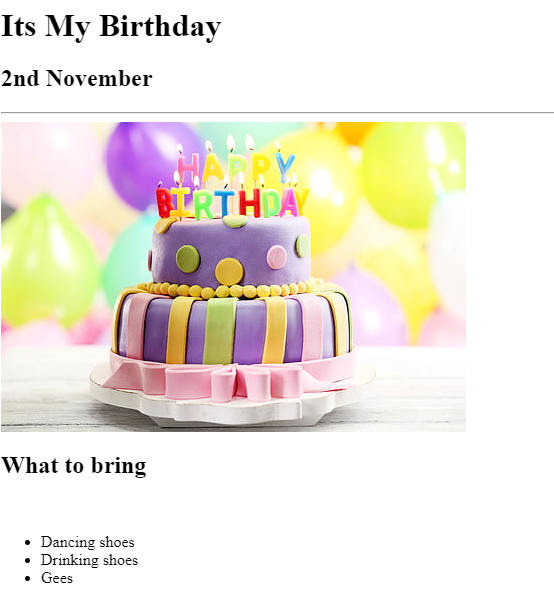 Its My Birthday
2nd November
HAPPY
BIRTHDAY
What to bring
Dancing shoes
Drinking shoes
Gees